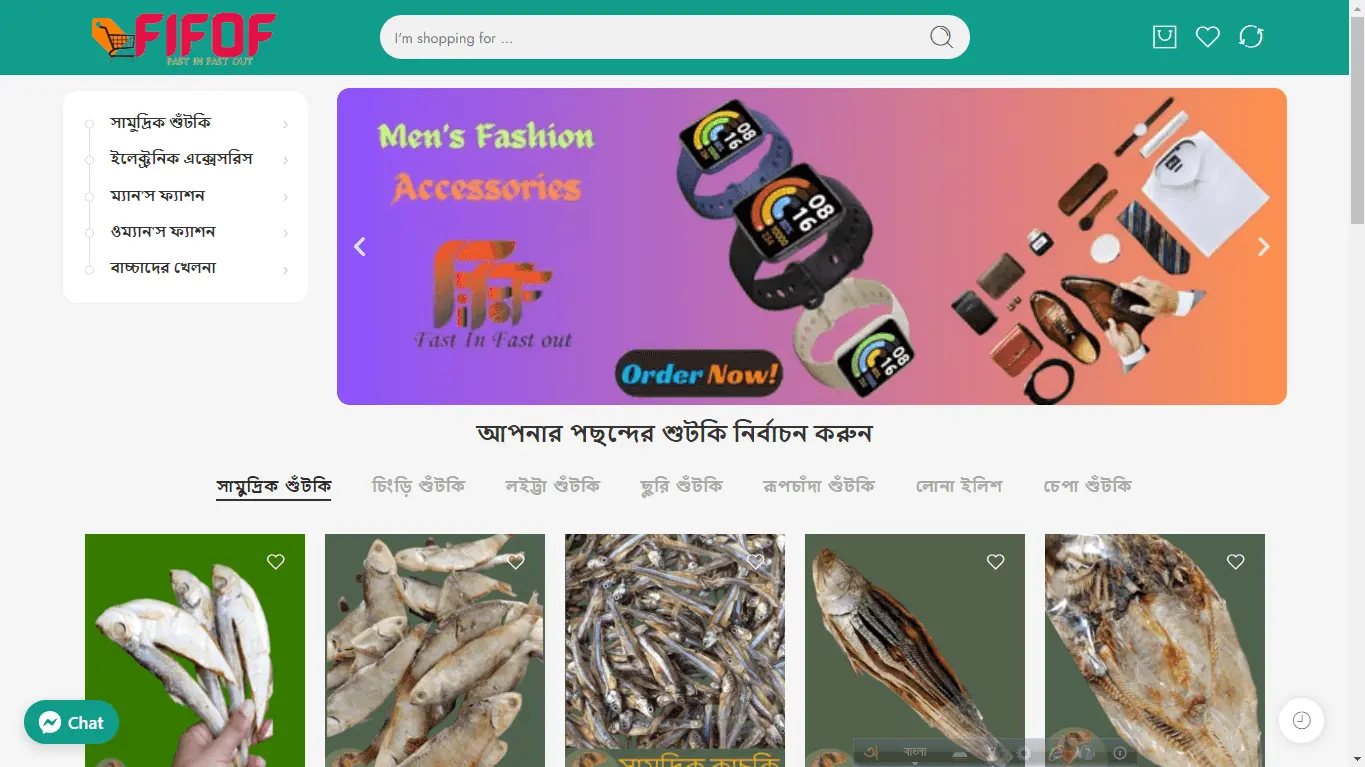 FIFOF
FAST IN FAST OUT
I'm shopping for ...
সামুদ্রিক শুঁটকি
ইলেক্ট্রনিক এক্সেসরিস
ম্যান'স ফ্যাশন
ওম্যান'স ফ্যাশন
বাচ্চাদের খেলনা
Men's Fashion
Accessories
FiFoF
Fast In Fast out
Order Now!
08
16
08
16
08
16
আপনার পছন্দের শুটকি নির্বাচন করুন
সামুদ্রিক শুঁটকি চিংড়ি শুঁটকি লইট্টা শুঁটকি ছুরি শুঁটকি রূপচাঁদা শুঁটকি লোনা ইলিশ চেপা শুঁটকি
সামুদ্রিক কাচকি
Chat
অ বাংলা